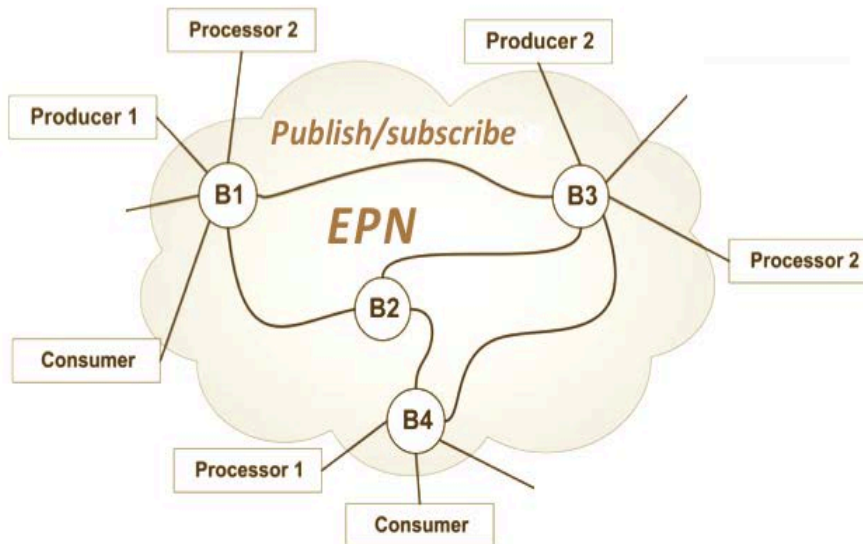 Processor 2
Producer 2
Producer 1
Publish/subscribe
B1
B3
EPN
Processor 2
B2
Consumer
B4
Processor 1
Consumer